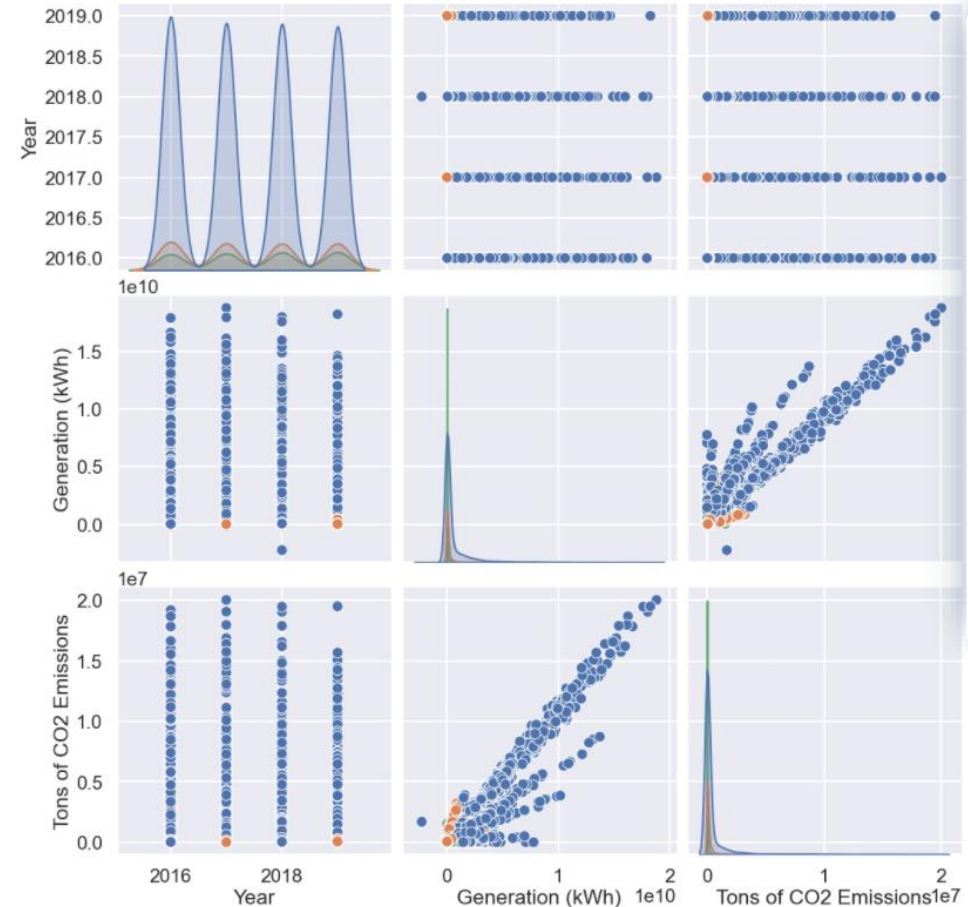 2019.0
2018.5
2018.0
2017.5
2017.0
2016.5
2016.0
Year
1e10
1.5
1.0
0.5
0.0
Generation (kWh)
1e7
2.0
1.5
1.0
0.5
0.0
Tons of CO2 Emissions
2016 2018
Year
0 1 2
Generation (kWh) 1e10
0 1 2
Tons of CO2 Emissions 1e7